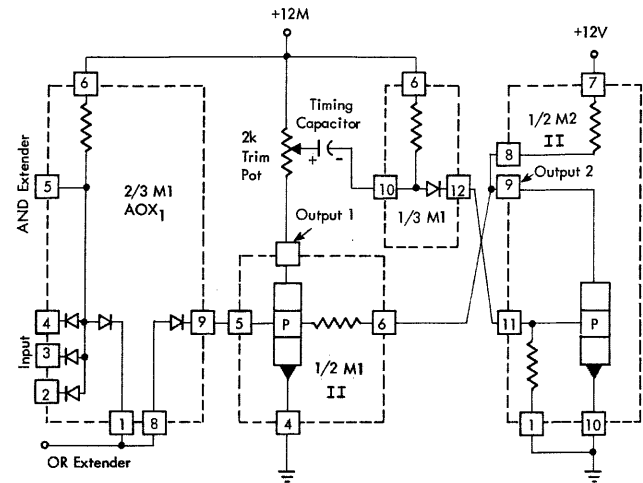 +12M
+12V
6
6
7
2k
Trim
Pot
Timing
Capacitor
+ -
1/2 M2
II
8
AND Extender
5
2/3 M1
AOX1
10
12
1/3 M1
9
Output 2
Output 1
4
3
2
Input
9
5
P
6
11
P
1/2 M1
II
1
8
4
1
10
OR Extender